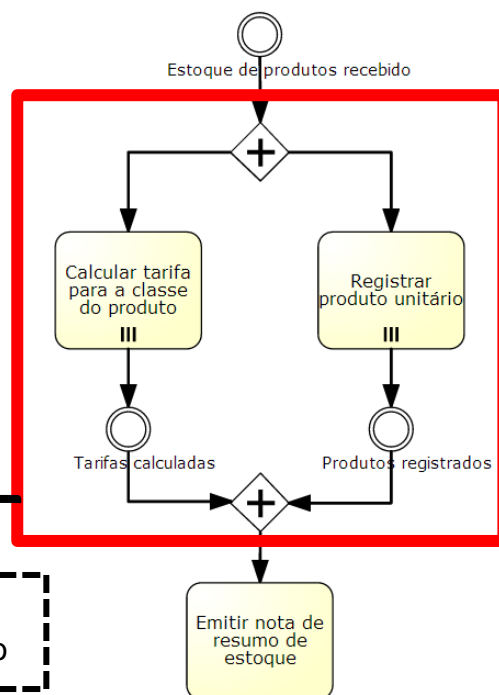 Estoque de produtos recebido
Calcular tarifa
para a classe
do produto
Registrar
produto unitário
Tarifas calculadas
Produtos registrados
Emitir nota de
resumo de
estoque